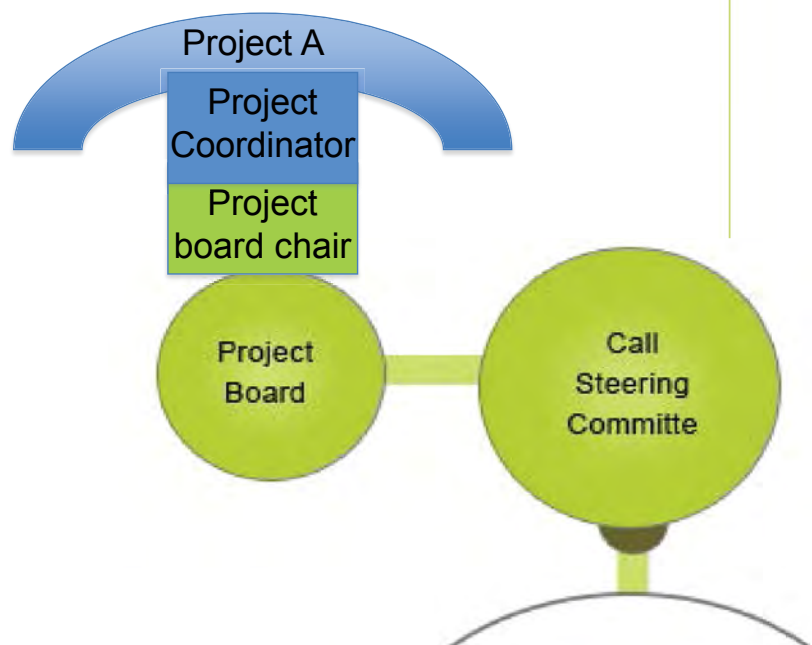 Project A
Project
Coordinator
Project
board chair
Project
Board
Call
Steering
Committe